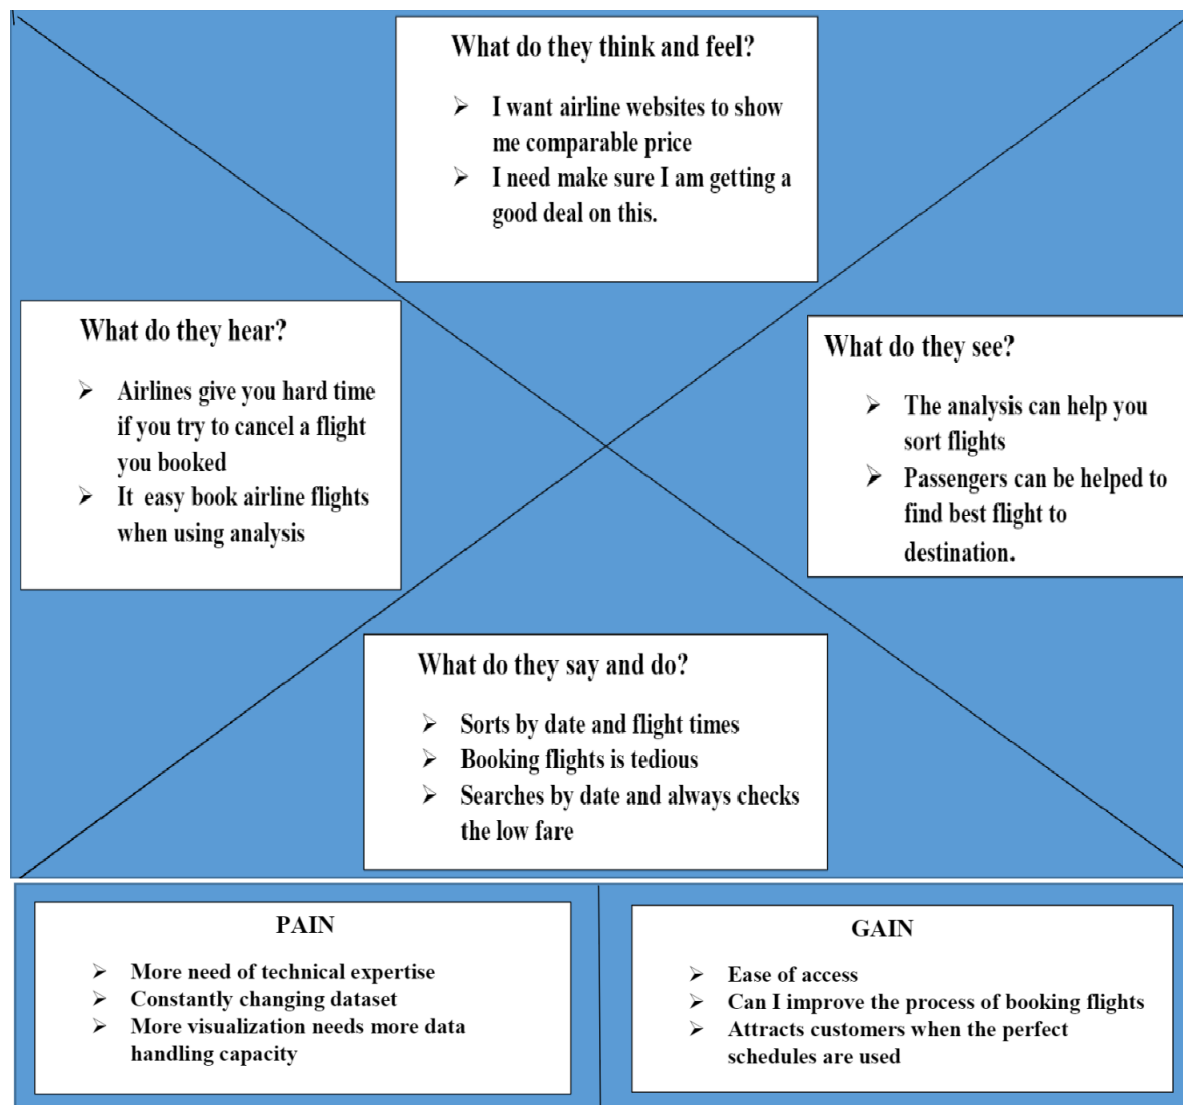 What do they think and feel?
➢ I want airline websites to show
me comparable price
➢ I need make sure I am getting a
good deal on this.
What do they hear?
➢ Airlines give you hard time
if you try to cancel a flight
you booked
➢ It easy book airline flights
when using analysis
What do they see?
➢ The analysis can help you
sort flights
➢ Passengers can be helped to
find best flight to
destination.
What do they say and do?
➢ Sorts by date and flight times
➢ Booking flights is tedious
➢ Searches by date and always checks
the low fare
PAIN
➢ More need of technical expertise
➢ Constantly changing dataset
➢ More visualization needs more data
handling capacity
GAIN
➢ Ease of access
➢ Can I improve the process of booking flights
➢ Attracts customers when the perfect
schedules are used